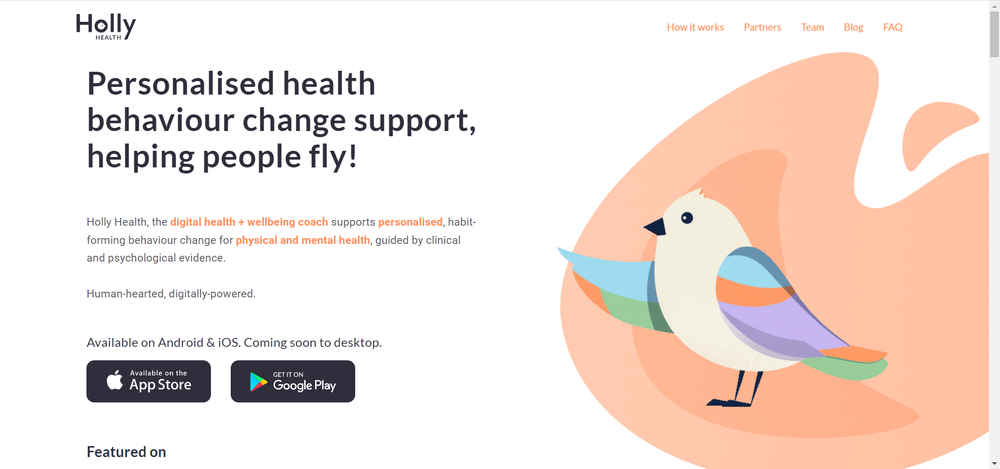 Holly
HEALTH
How it works
Partners
Team
Blog
FAQ
Personalised health
behaviour change support,
helping people fly!
Holly Health, the digital health + wellbeing coach supports personalised, habit-
forming behaviour change for physical and mental health, guided by clinical
and psychological evidence.
Human-hearted, digitally-powered.
Available on Android & iOS. Coming soon to desktop.
Available on the
App Store
GET IT ON
Google Play
Featured on